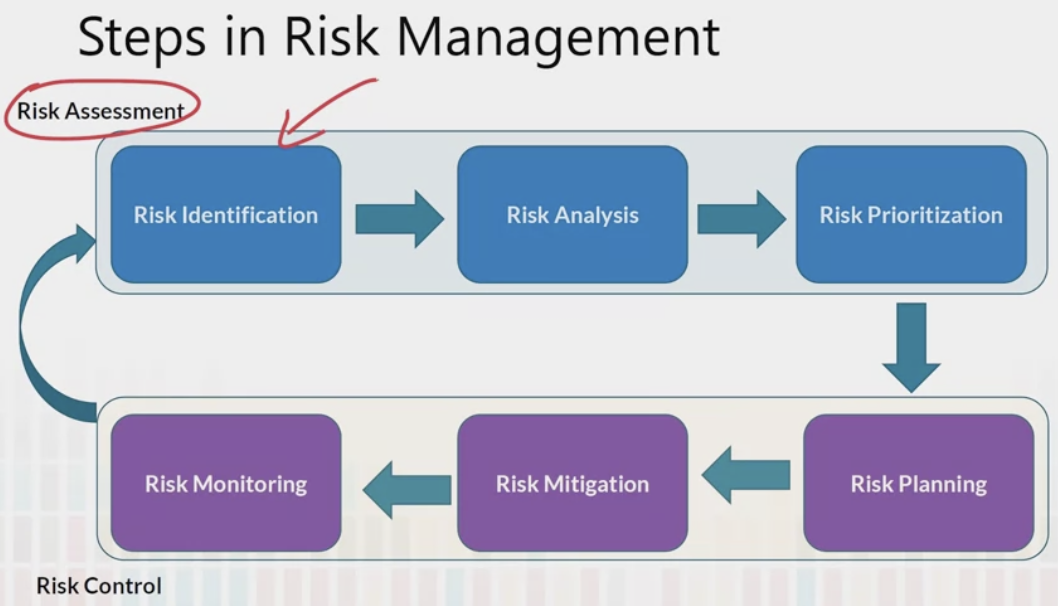 Steps in Risk Management
Risk Assessment
Risk Identification
Risk Analysis
Risk Prioritization
Risk Monitoring
Risk Mitigation
Risk Planning
Risk Control